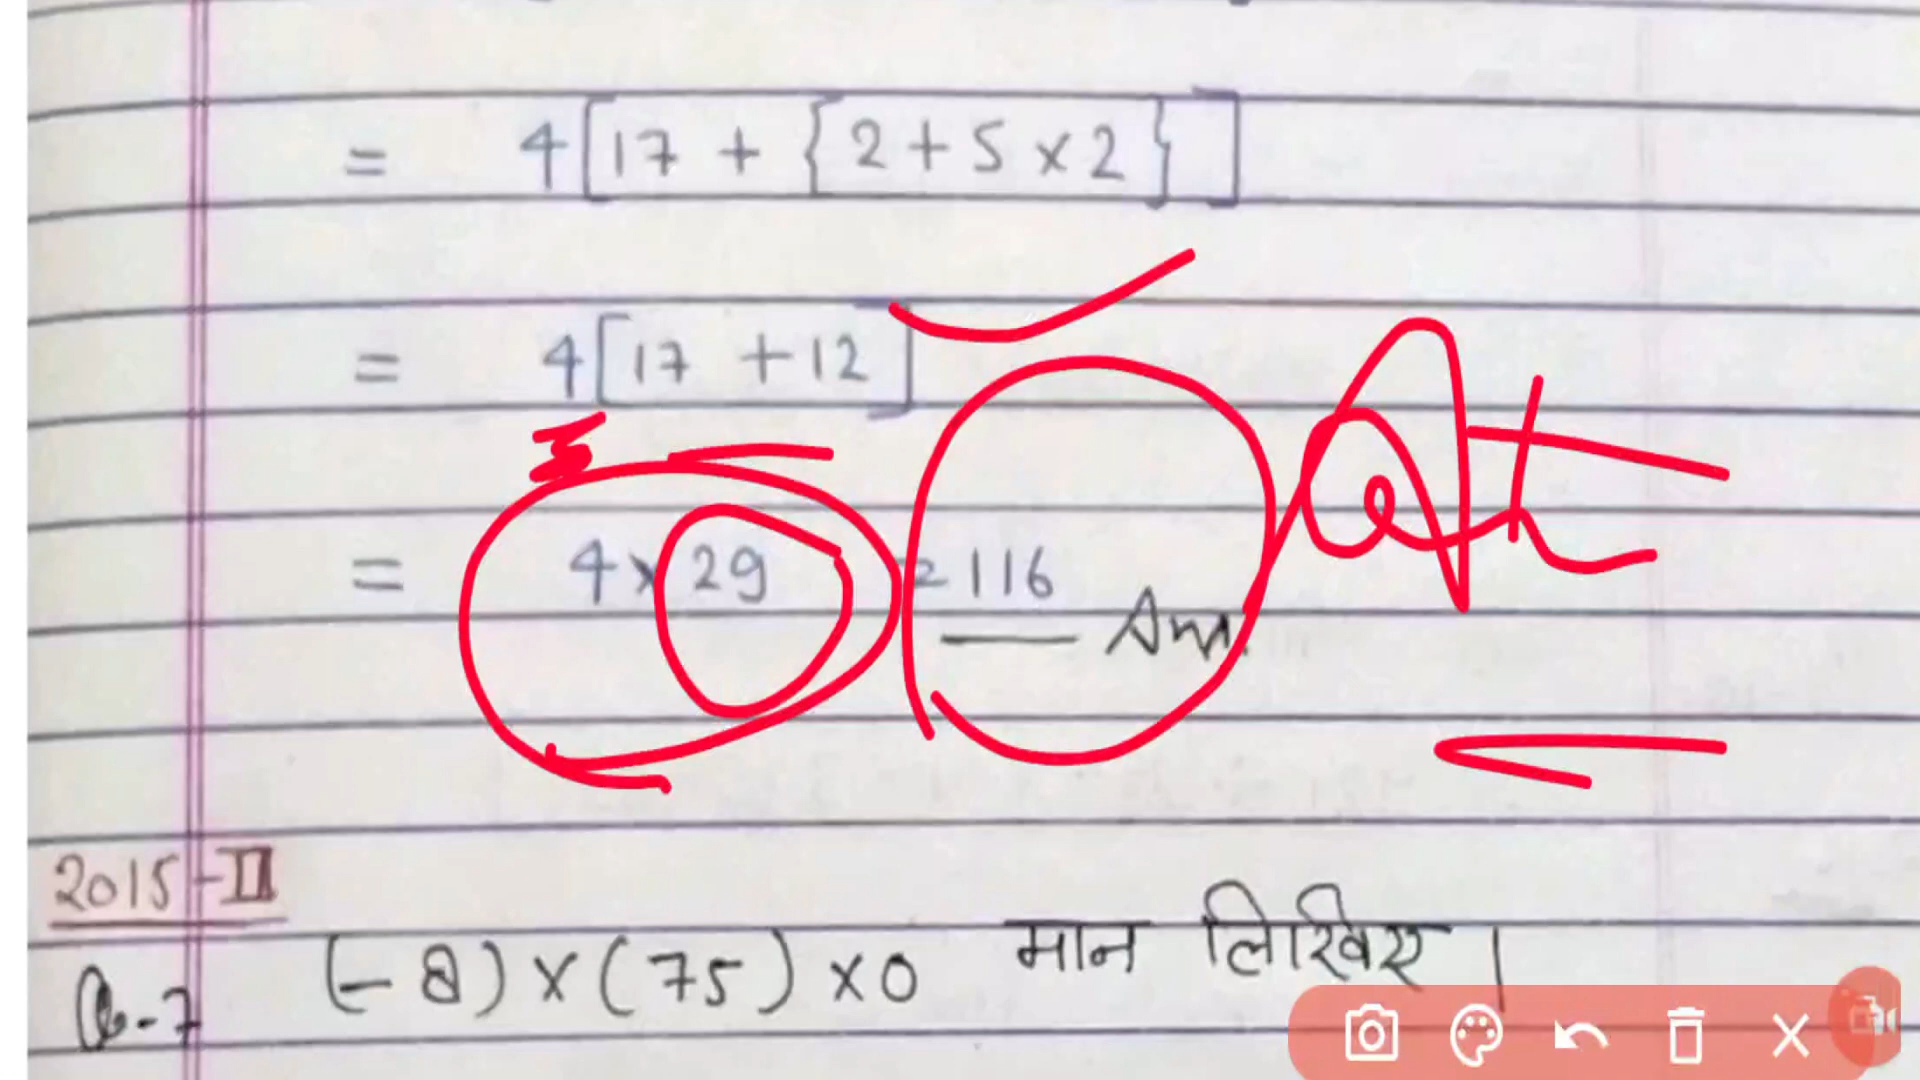 = 4[17 + {2 + 5 × 2}]
= 4[17 + 12]
= 4 × 29 = 116
Ans.
2015-II
Q-7 (-8) × (75) × 0 मान लिखिए।